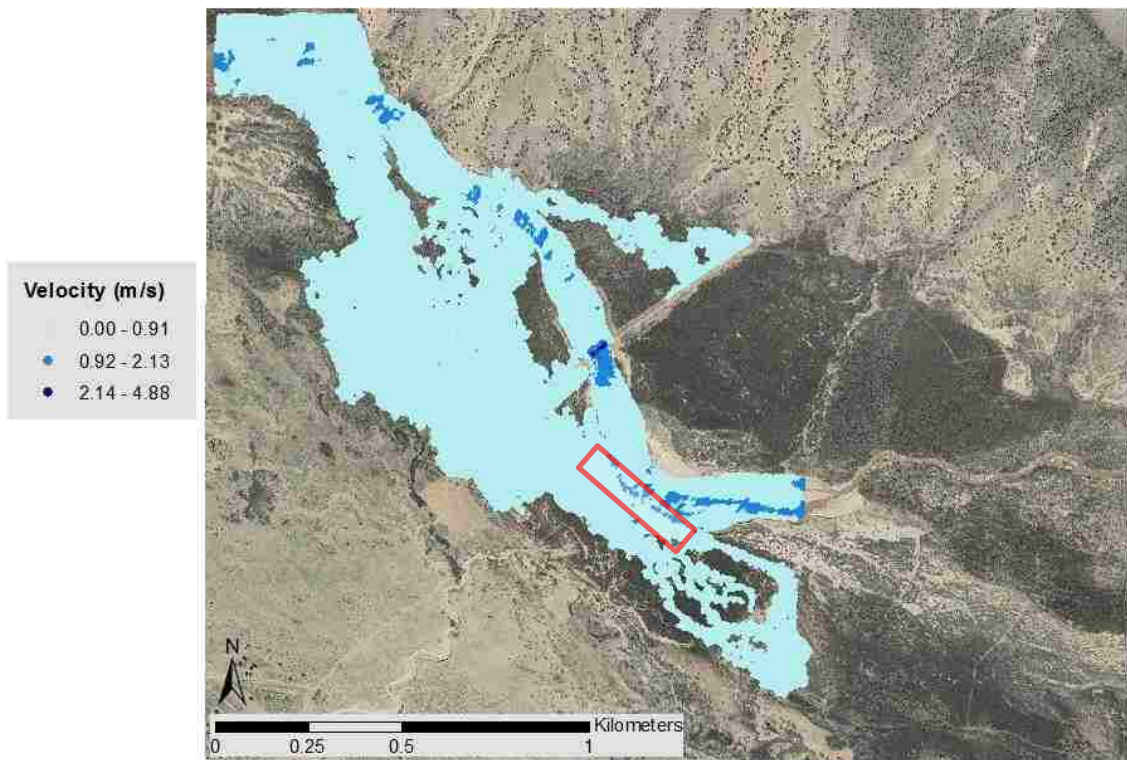 Velocity (m/s)
0.00 - 0.91
0.92 - 2.13
2.14 - 4.88
N
Kilometers
0 0.25 0.5 1